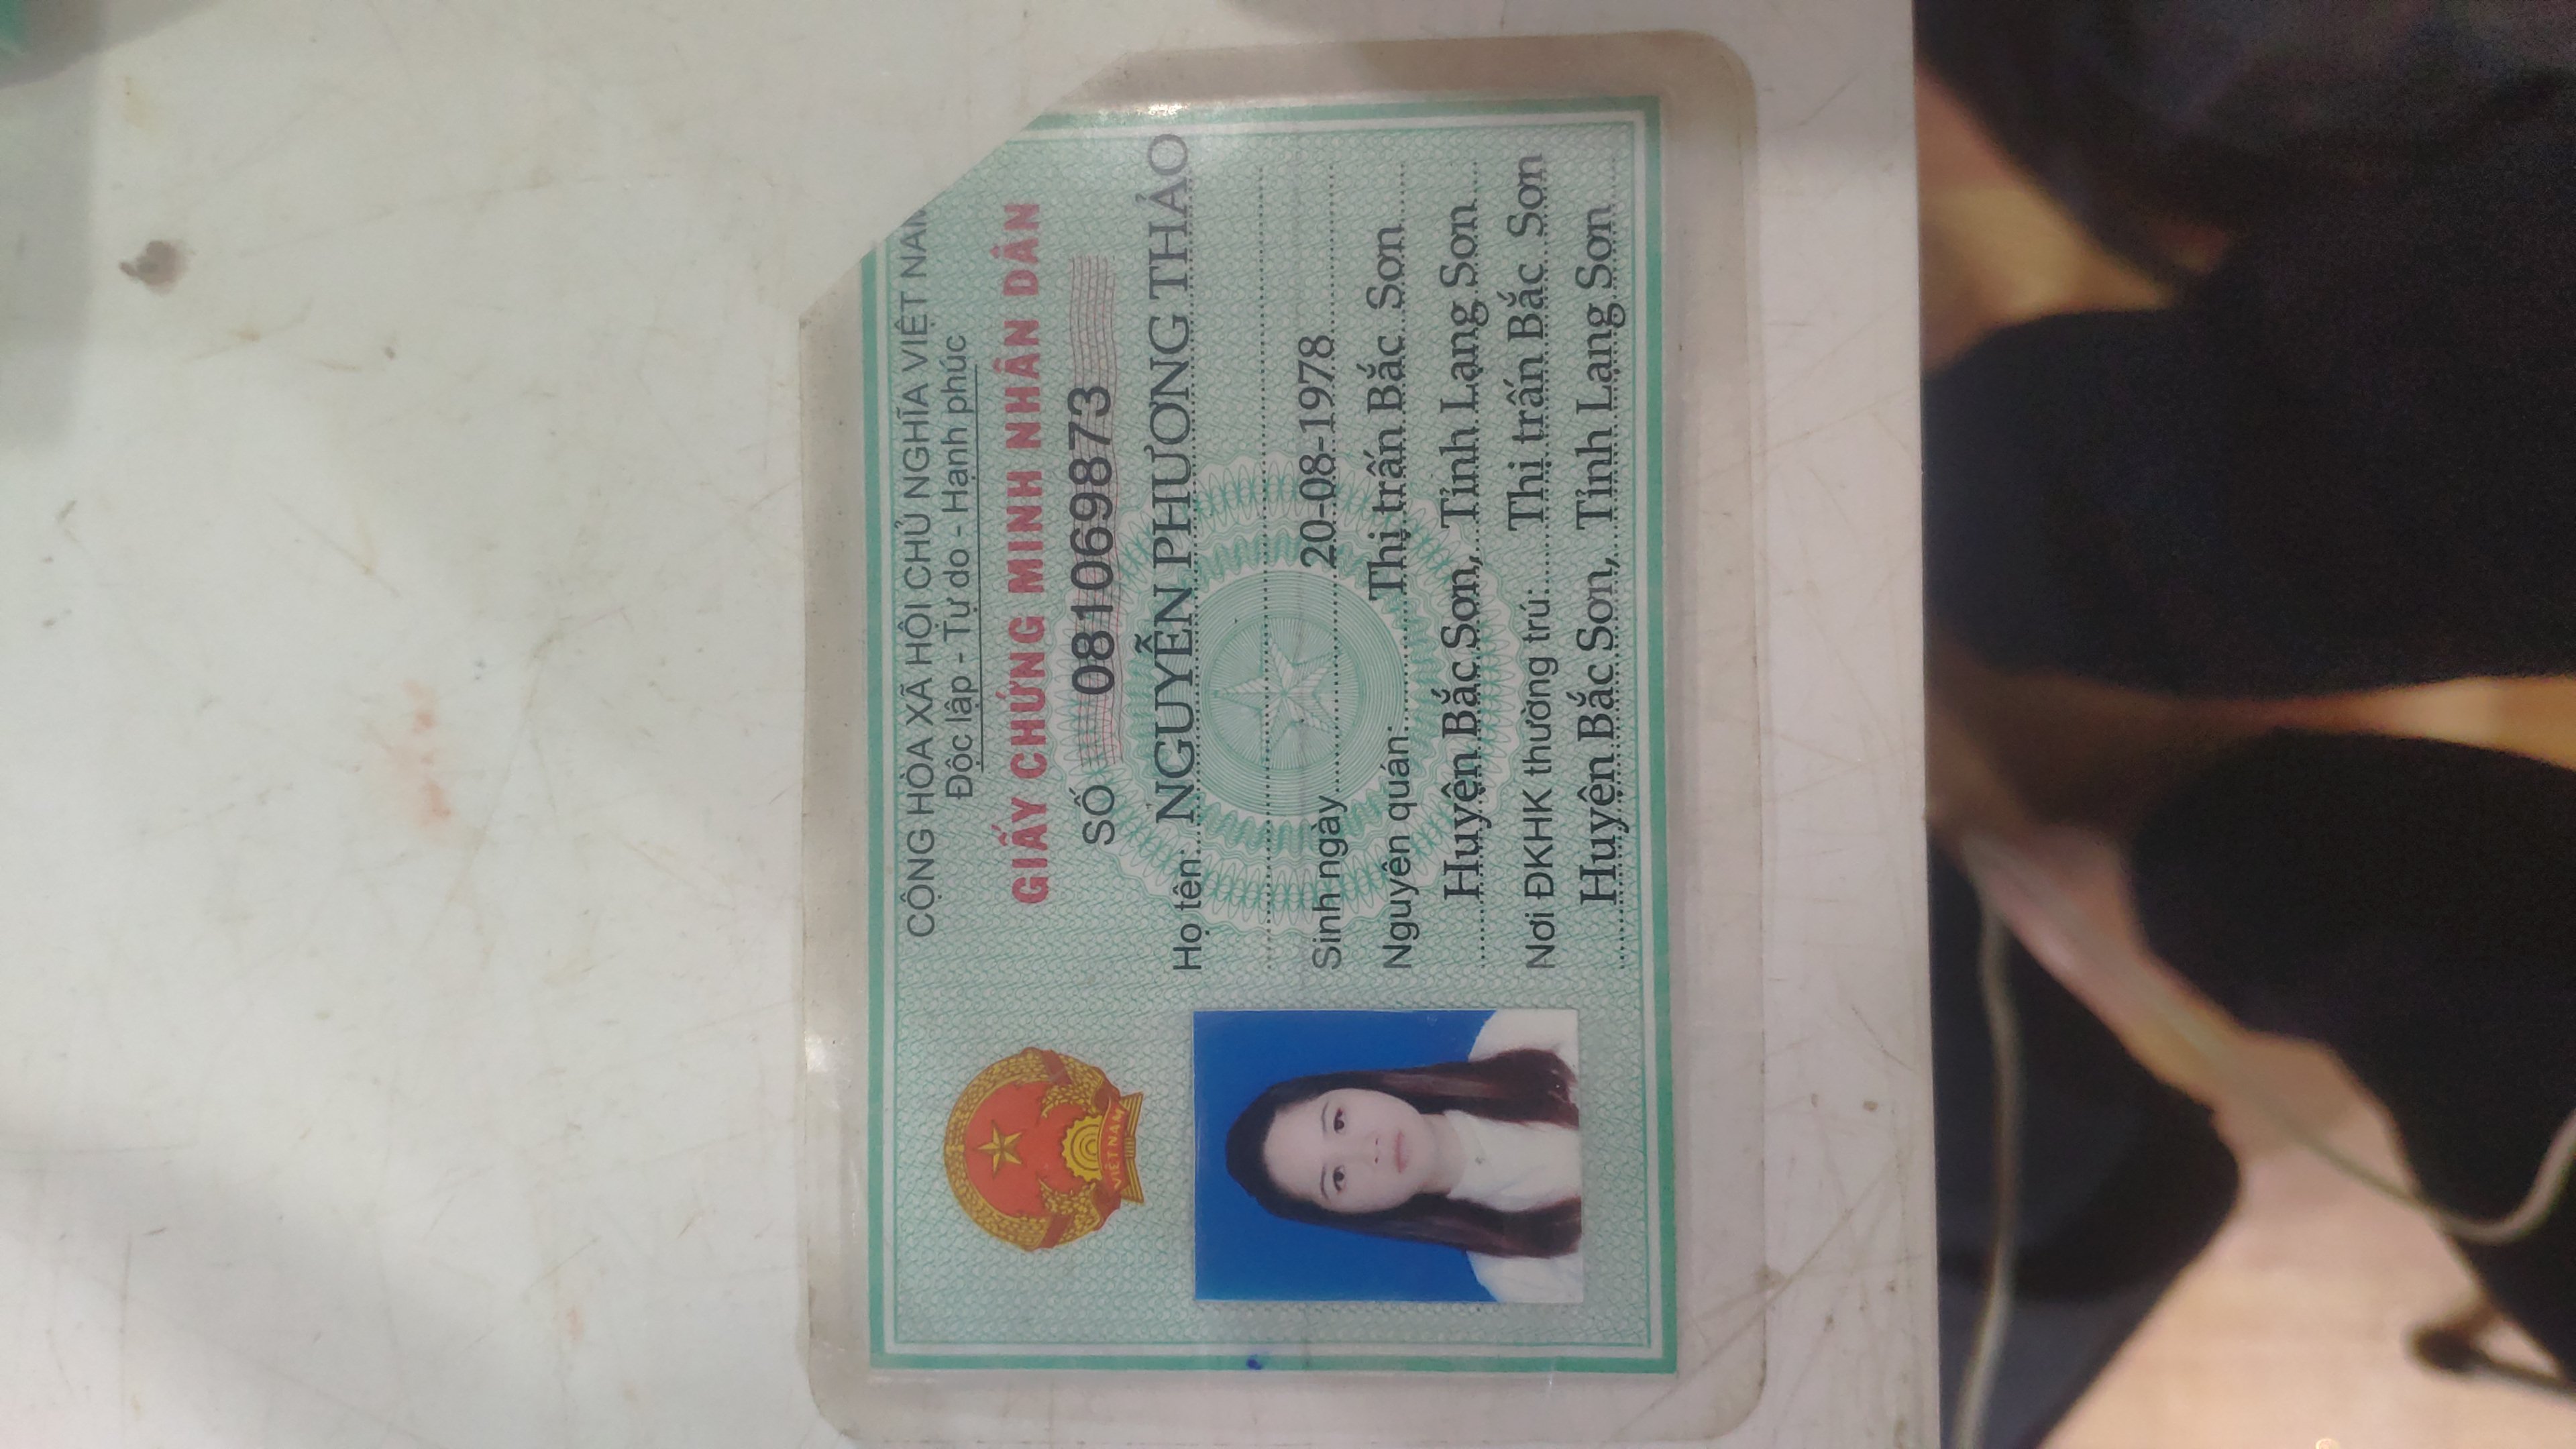 CỘNG HÒA XÃ HỘI CHỦ NGHĨA VIỆT NAM
Độc lập - Tự do - Hạnh phúc
GIẤY CHỨNG MINH NHÂN DÂN
SỐ 081069873
Họ tên: NGUYỄN PHƯƠNG THẢO
Sinh ngày 20-08-1978
Nguyên quán: Thị trấn Bắc Sơn
Huyện Bắc Sơn, Tỉnh Lạng Sơn
Nơi ĐKHK thường trú: Thị trấn Bắc Sơn
Huyện Bắc Sơn, Tỉnh Lạng Sơn
VIỆT NAM